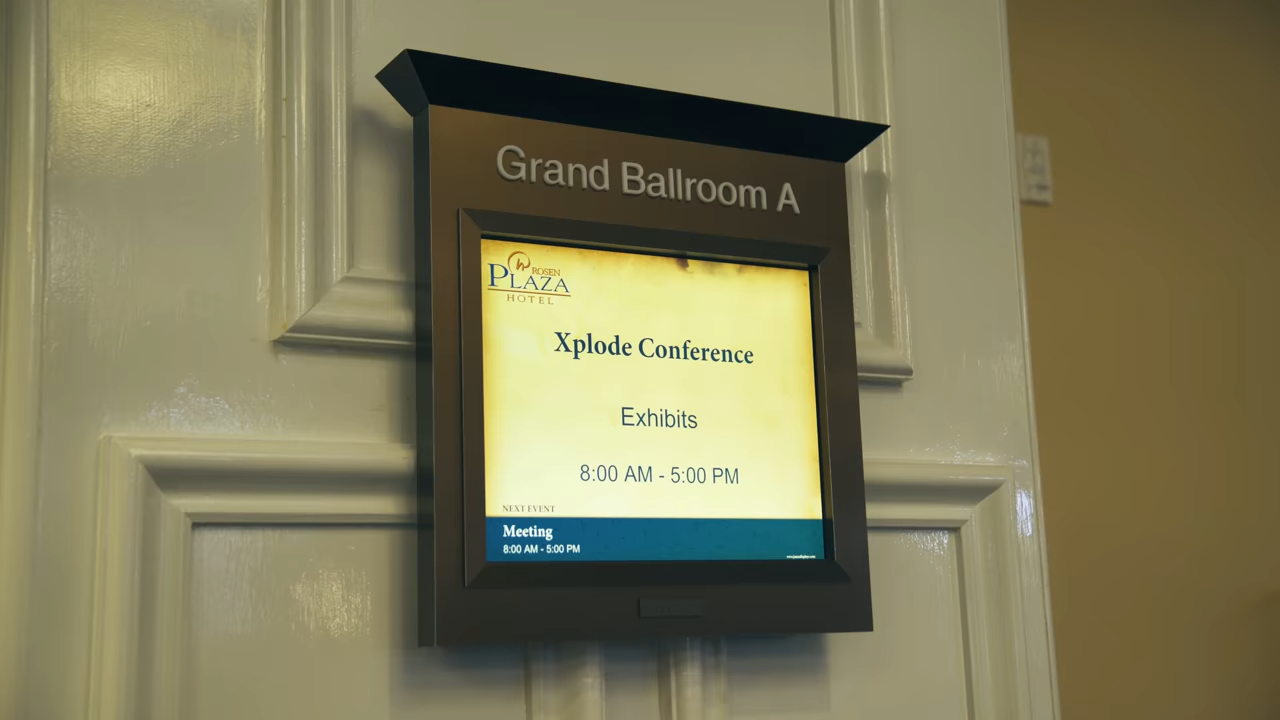 Grand Ballroom A
ROSEN
PLAZA
HOTEL
Xplode Conference
Exhibits
8:00 AM - 5:00 PM
NEXT EVENT
Meeting
8:00 AM - 5:00 PM